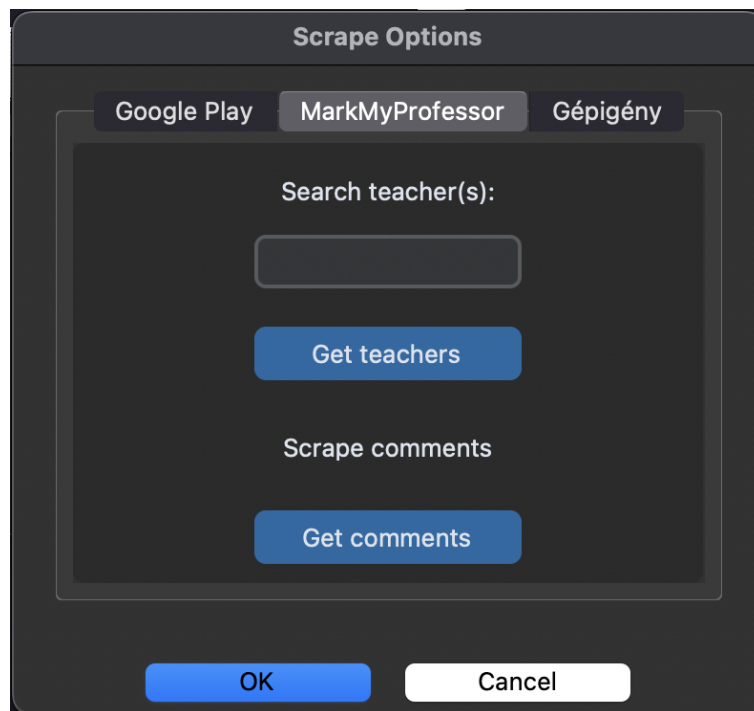 Scrape Options
Google Play MarkMyProfessor Gépigény
Search teacher(s):
Get teachers
Scrape comments
Get comments
OK Cancel